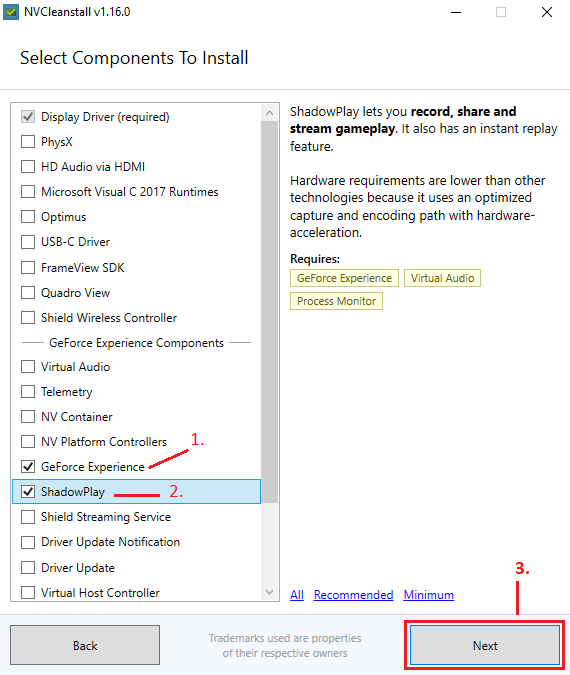 NVCleanstall v1.16.0
Select Components To Install
Display Driver (required)
PhysX
HD Audio via HDMI
Microsoft Visual C 2017 Runtimes
Optimus
USB-C Driver
FrameView SDK
Quadro View
Shield Wireless Controller
GeForce Experience Components
Virtual Audio
Telemetry
NV Container
NV Platform Controllers
1.
GeForce Experience
ShadowPlay
2.
Shield Streaming Service
Driver Update Notification
Driver Update
Virtual Host Controller
ShadowPlay lets you record, share and
stream gameplay. It also has an instant replay
feature.
Hardware requirements are lower than other
technologies because it uses an optimized
capture and encoding path with hardware-
acceleration.
Requires:
GeForce Experience Virtual Audio
Process Monitor
All Recommended Minimum
3.
Back
Trademarks used are properties
of their respective owners
Next